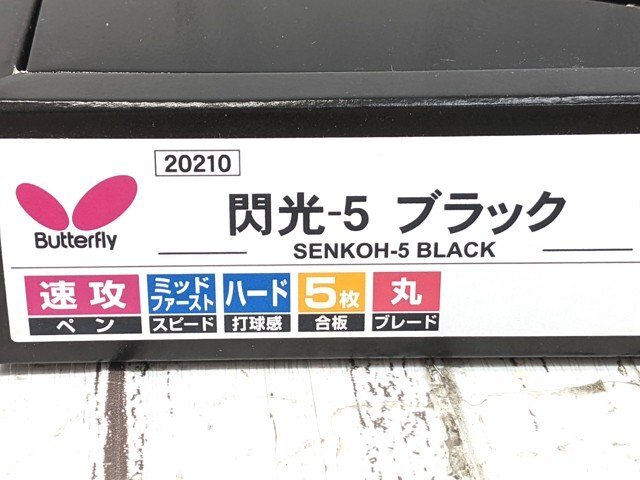 20210
Butterfly
閃光-5 ブラック
SENKOH-5 BLACK
速攻
ペン
ミッド
ファースト
スピード
ハード
打球感
5枚
合板
丸
ブレード